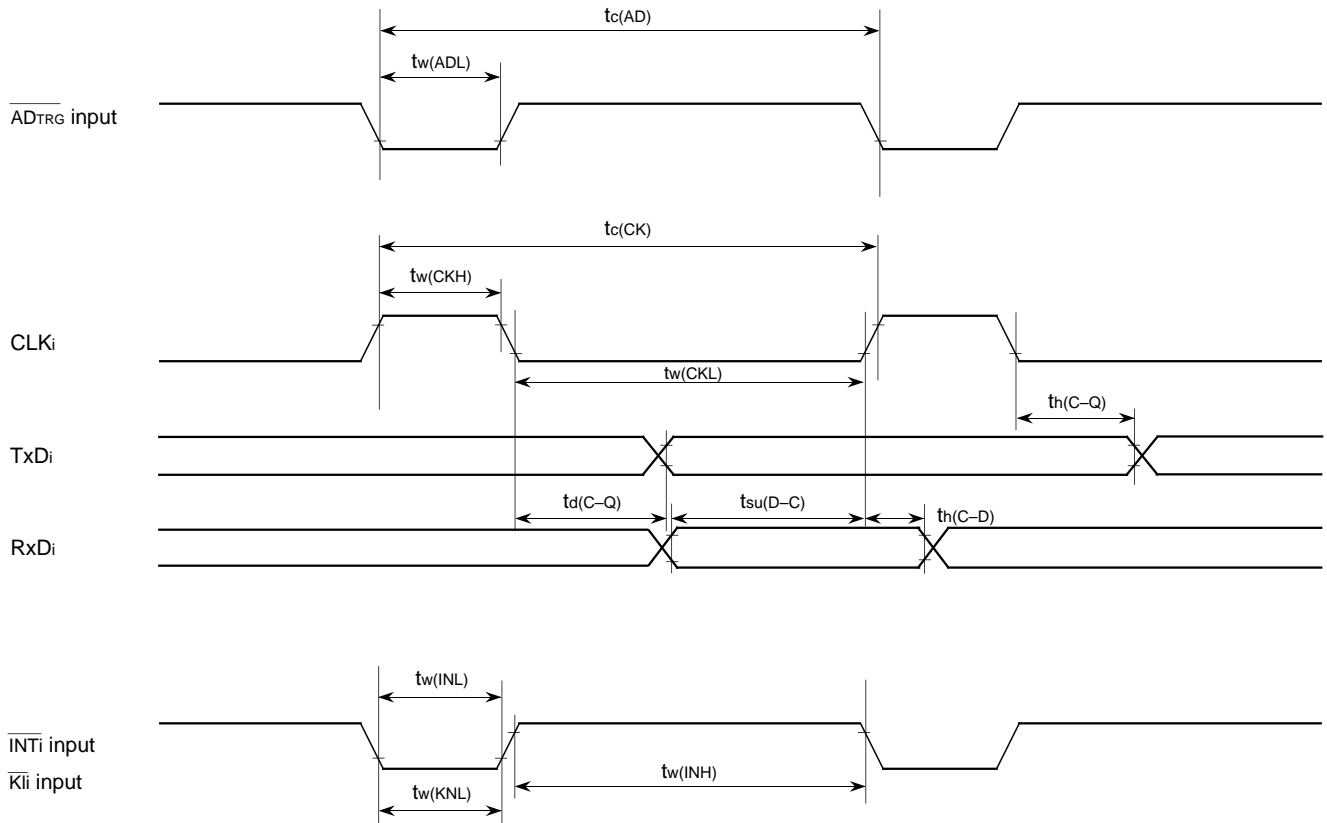 tc(AD)
tw(ADL)
ADTRG input
tc(CK)
tw(CKH)
CLKi
tw(CKL)
th(C–Q)
TxDi
td(C–Q)
tsu(D–C)
th(C–D)
RxDi
tw(INL)
INTi input
KIi input
tw(INH)
tw(KNL)